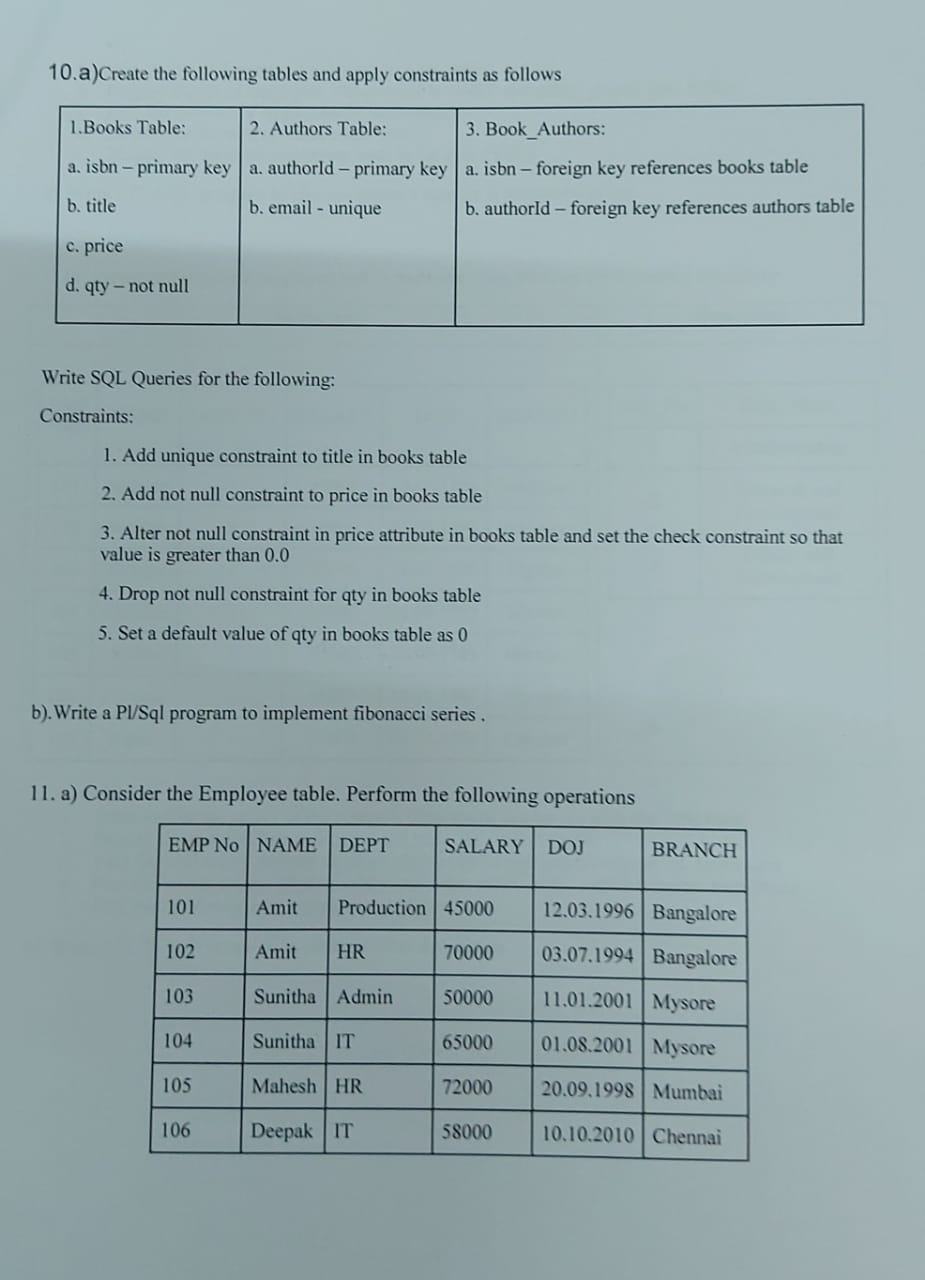 10.a)Create the following tables and apply constraints as follows
1.Books Table:
a. isbn – primary key
b. title
c. price
d. qty – not null
2. Authors Table:
a. authorId – primary key
b. email - unique
3. Book_Authors:
a. isbn – foreign key references books table
b. authorId – foreign key references authors table
Write SQL Queries for the following:
Constraints:
1. Add unique constraint to title in books table
2. Add not null constraint to price in books table
3. Alter not null constraint in price attribute in books table and set the check constraint so that
value is greater than 0.0
4. Drop not null constraint for qty in books table
5. Set a default value of qty in books table as 0
b).Write a Pl/Sql program to implement fibonacci series .
11. a) Consider the Employee table. Perform the following operations
EMP No NAME DEPT SALARY DOJ BRANCH
101 Amit Production 45000 12.03.1996 Bangalore
102 Amit HR 70000 03.07.1994 Bangalore
103 Sunitha Admin 50000 11.01.2001 Mysore
104 Sunitha IT 65000 01.08.2001 Mysore
105 Mahesh HR 72000 20.09.1998 Mumbai
106 Deepak IT 58000 10.10.2010 Chennai